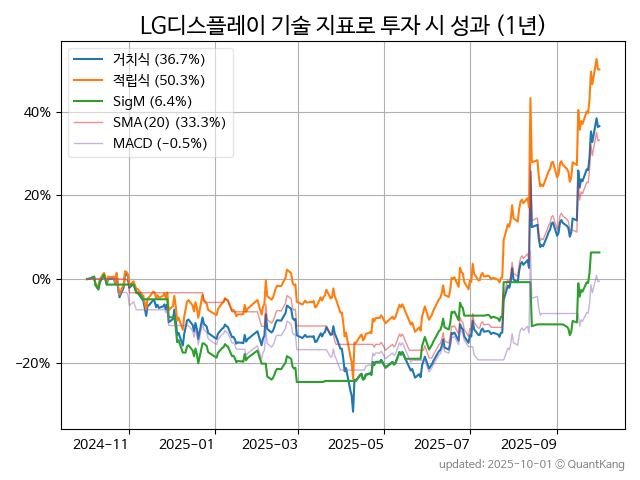 LG디스플레이 기술 지표로 투자 시 성과 (1년)
거치식 (36.7%)
적립식 (50.3%)
SigM (6.4%)
SMA(20) (33.3%)
MACD (-0.5%)
40%
20%
0%
−20%
2024-11 2025-01 2025-03 2025-05 2025-07 2025-09
updated: 2025-10-01 © QuantKang